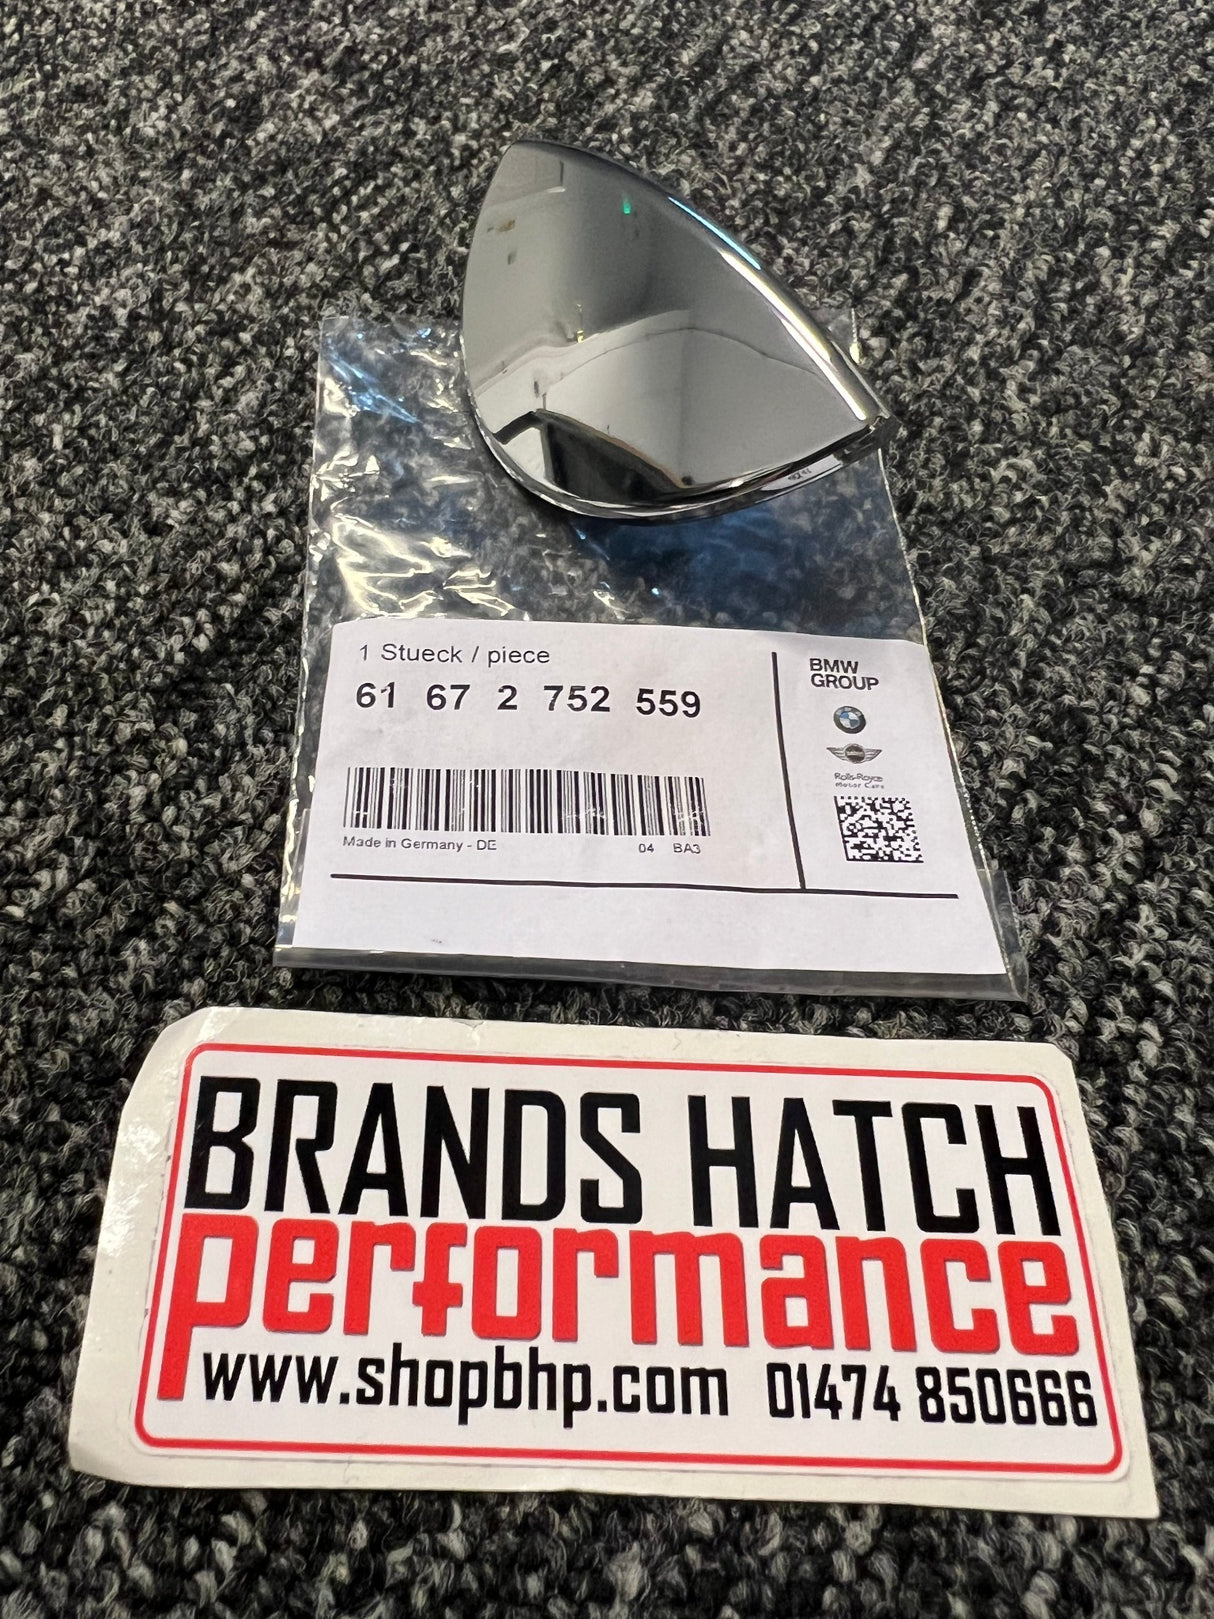 1 Stueck / piece
61 67 2 752 559
Made in Germany - DE 04 BA3
BMW
GROUP
Rolls-Royce
Motor Cars
BRANDS HATCH
performance
www.shopbhp.com 01474 850666